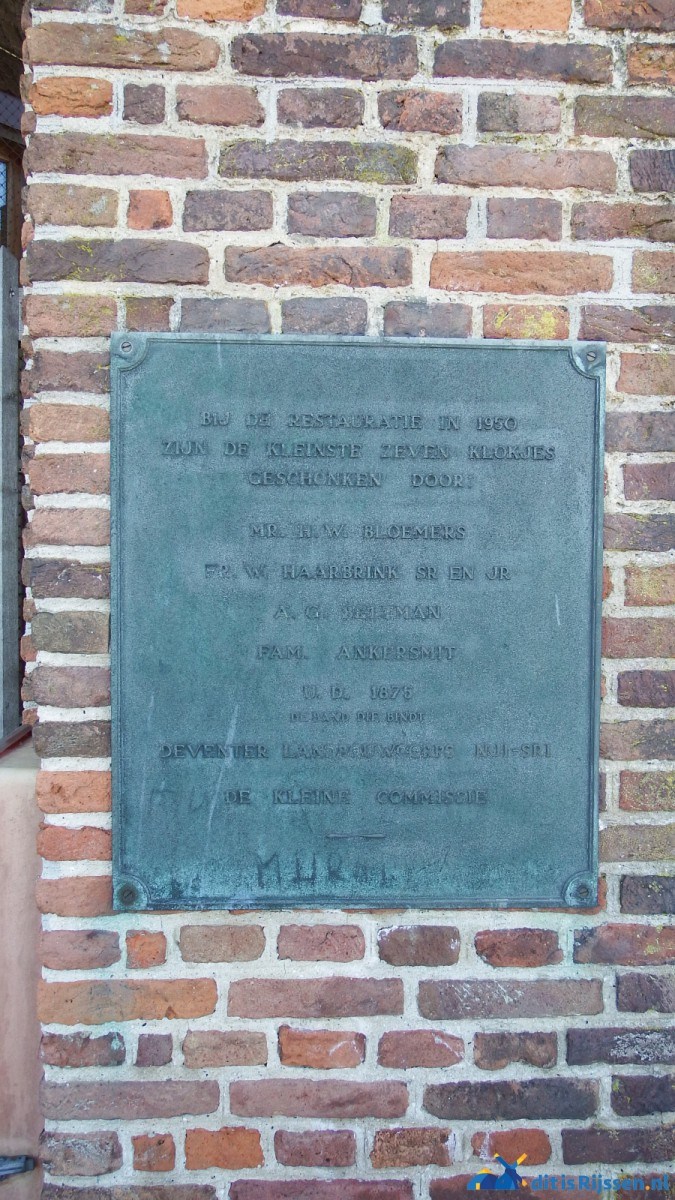 BIJ DE RESTAURATIE IN 1950
ZIJN DE KLEINSTE ZEVEN KLOKJES
GESCHONKEN DOOR:
MR. H. W. BLOEMERS
FR. W. HAARBRINK SR EN JR
A. G. 
FAM. ANKERSMIT
U. D. 1875
DE BAND DIE BINDT
DEVENTER
DE KLEINE COMMISSIE
ditisRijssen.nl